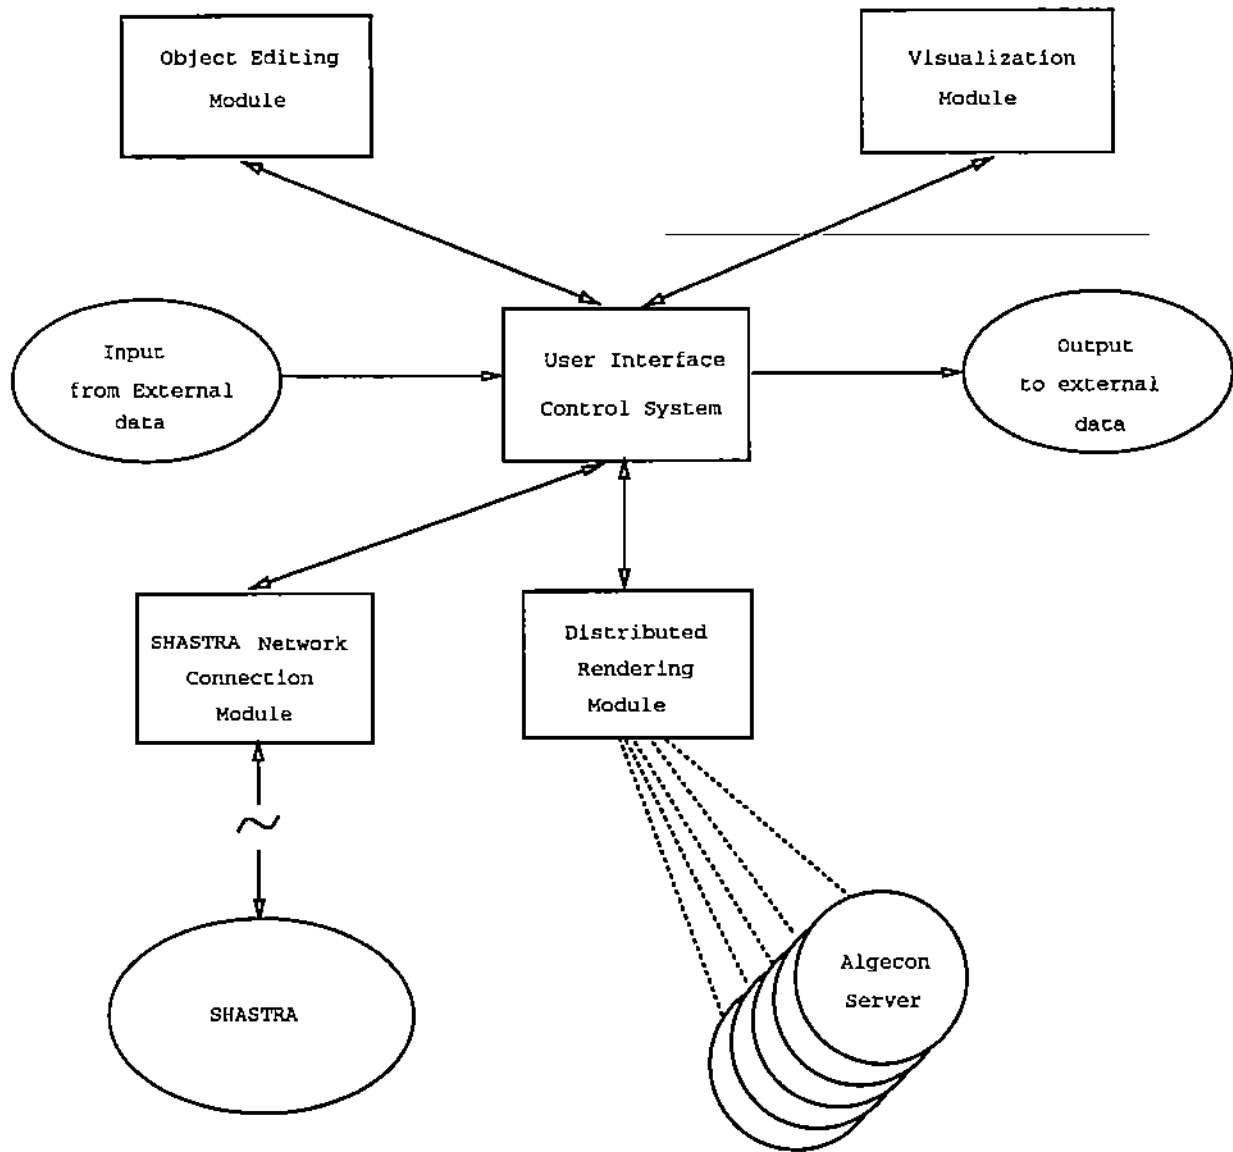 Object Editing
Module
Visualization
Module
Input
from External
data
User Interface
Control System
Output
to external
data
SHASTRA Network
Connection
Module
Distributed
Rendering
Module
Algecon
Server
SHASTRA